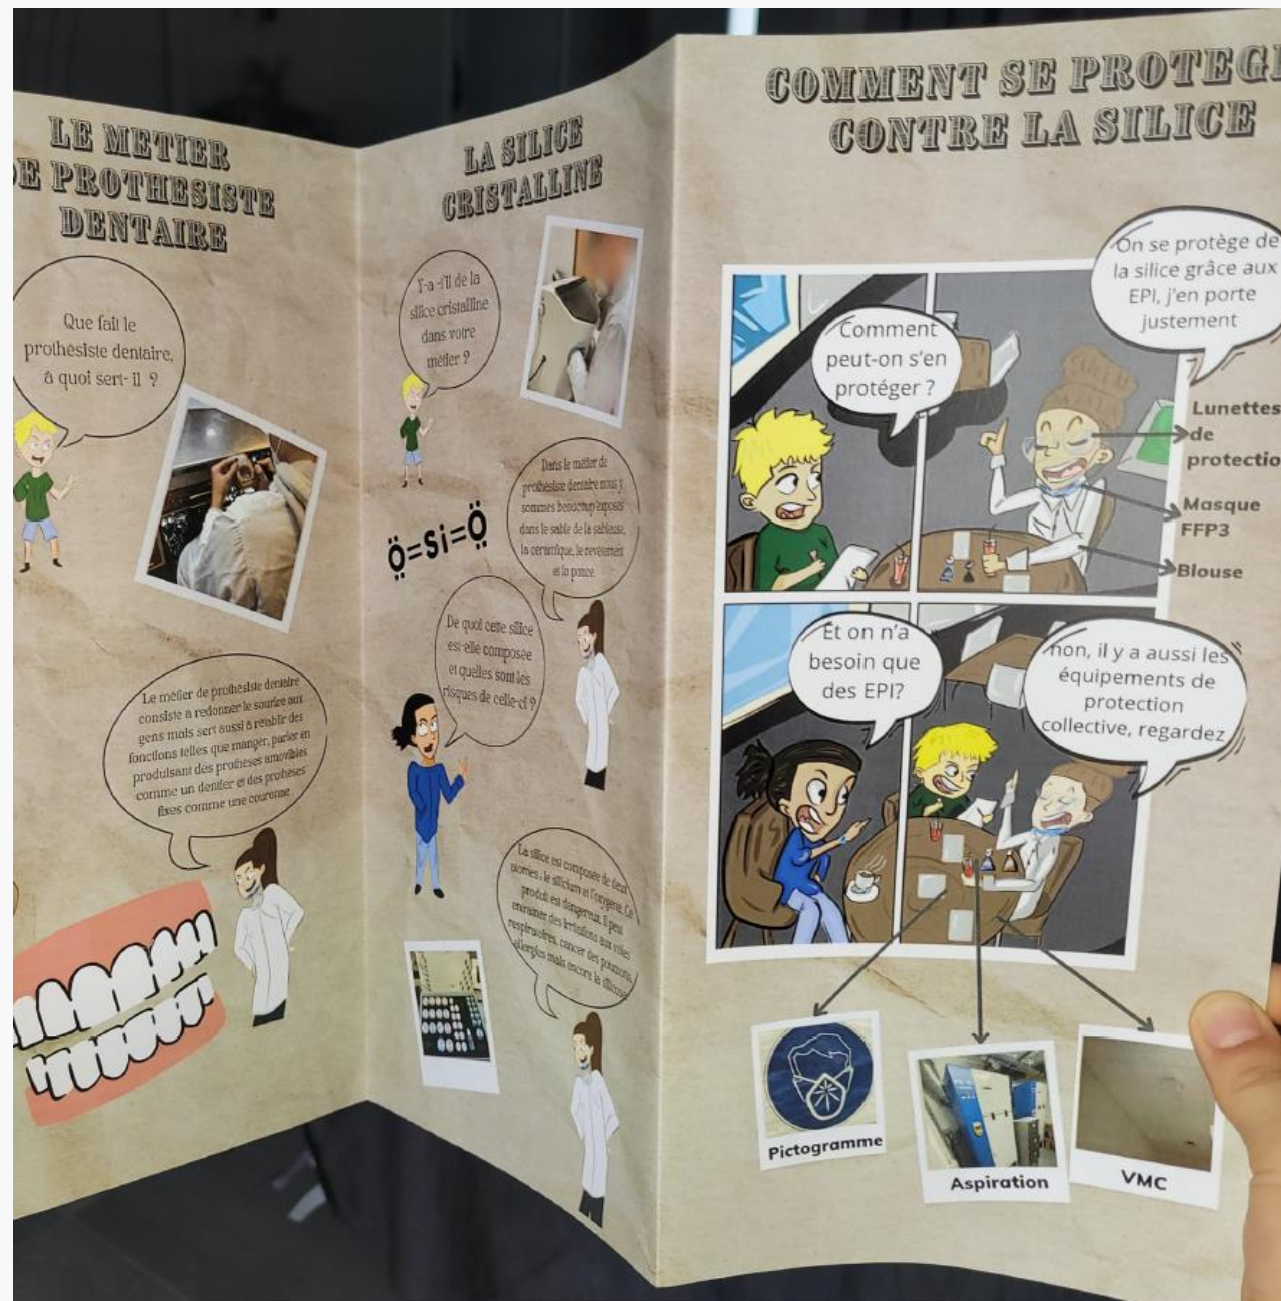 LE METIER
DE PROTHESISTE
DENTAIRE
Que fait le
prothésiste dentaire,
à quoi sert-il ?
Le métier de prothésiste dentaire
consiste a redonner le sourire aux
gens mais sert aussi à rétablir des
fonctions telles que manger, parler en
produisant des prothèses amovibles
comme un dentier et des prothèses
fixes comme une couronne.
LA SILICE
CRISTALLINE
Y-a -t'il de la
silice cristalline
dans votre
métier ?
Dans le métier de
prothésiste dentaire nous y
sommes beaucoup exposés
dans le sable de la sableuse,
la céramique, le revêtement
et la ponce.
Ö=Si=Ö
De quoi cette silice
est-elle composée
et quelles sont les
risques de celle-ci ?
La silice est composée de deux
atomes , le silicium et l'oxygène. Ce
produit est dangereux. Il peut
entrainer des irritations aux voies
respiratoires, cancer des poumons,
allergies mais encore la silicose
COMMENT SE PROTEGE
CONTRE LA SILICE
On se protège de
la silice grâce aux
EPI, j'en porte
justement
Comment
peut-on s'en
protéger ?
Lunettes
de
protectio
Masque
FFP3
Blouse
Et on n'a
besoin que
des EPI?
non, il y a aussi les
équipements de
protection
collective, regardez
Pictogramme
Aspiration
VMC